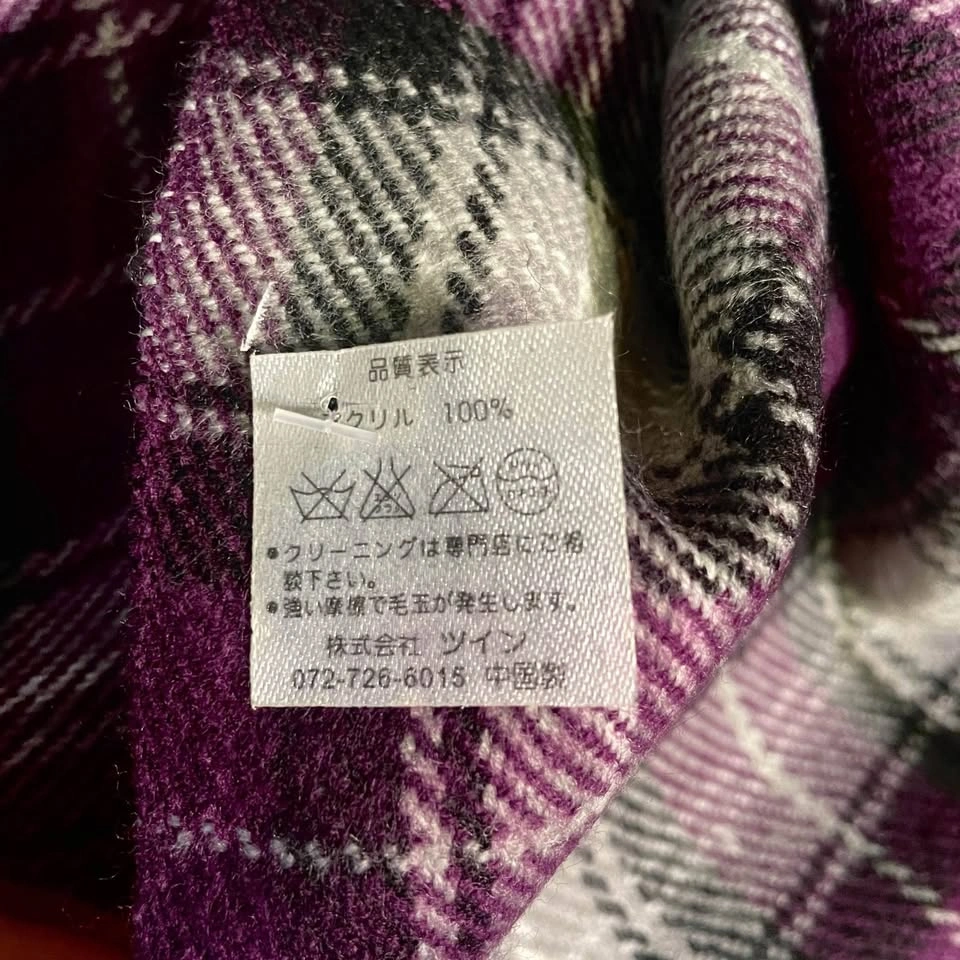 品質表示
アクリル 100%
•クリーニングは専門店にご相
談下さい。
•強い摩擦で毛玉が発生します。
株式会社 ツイン
072-726-6015 中国製